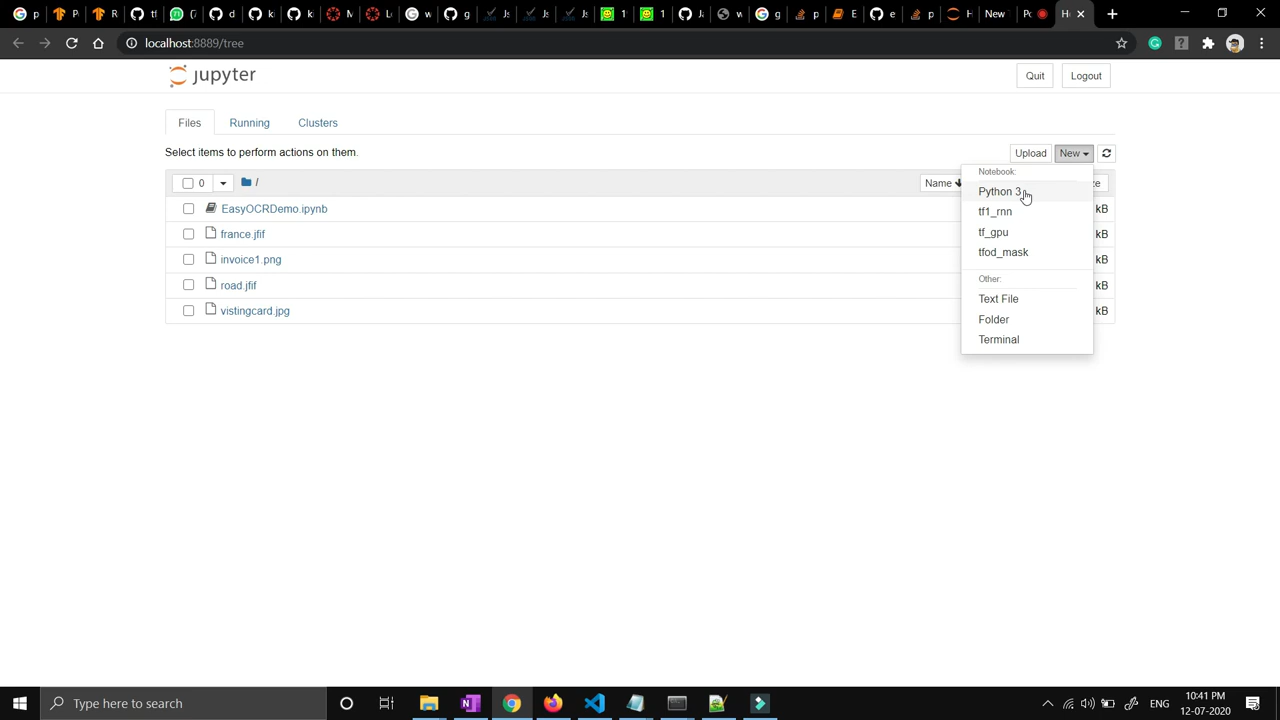 localhost:8889/tree
jupyter
Quit
Logout
Files
Running
Clusters
Select items to perform actions on them.
Upload
New
0
/
Name
Notebook:
Python 3
tf1_rnn
tf_gpu
tfod_mask
Other:
Text File
Folder
Terminal
EasyOCRDemo.ipynb
kB
france.jfif
kB
invoice1.png
kB
road.jfif
kB
vistingcard.jpg
kB
Type here to search
ENG
10:41 PM
12-07-2020